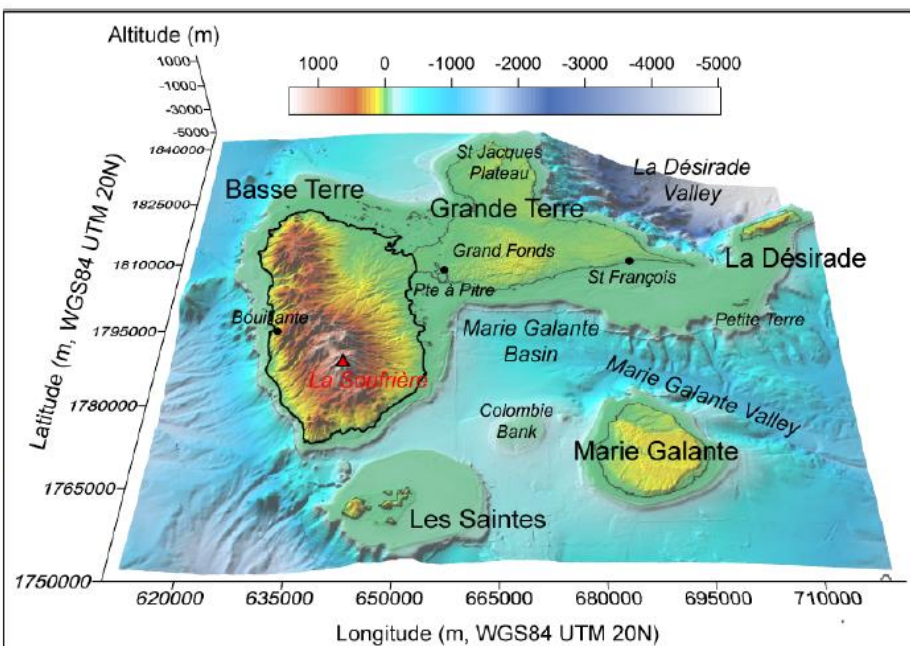 Altitude (m)
1000
-1000
-3000
-5000
1000 0 -1000 -2000 -3000 -4000 -5000
1840000
1825000
1810000
1795000
1780000
1765000
1750000
Latitude (m, WGS84 UTM 20N)
St Jacques
Plateau
La Désirade
Valley
Basse Terre
Grande Terre
Grand Fonds
La Désirade
St François
Pte à Pitre
Petite Terre
Bouillante
Marie Galante
Basin
La Soufrière
Marie Galante Valley
Colombie
Bank
Marie Galante
Les Saintes
620000 635000 650000 665000 680000 695000 710000
Longitude (m, WGS84 UTM 20N)